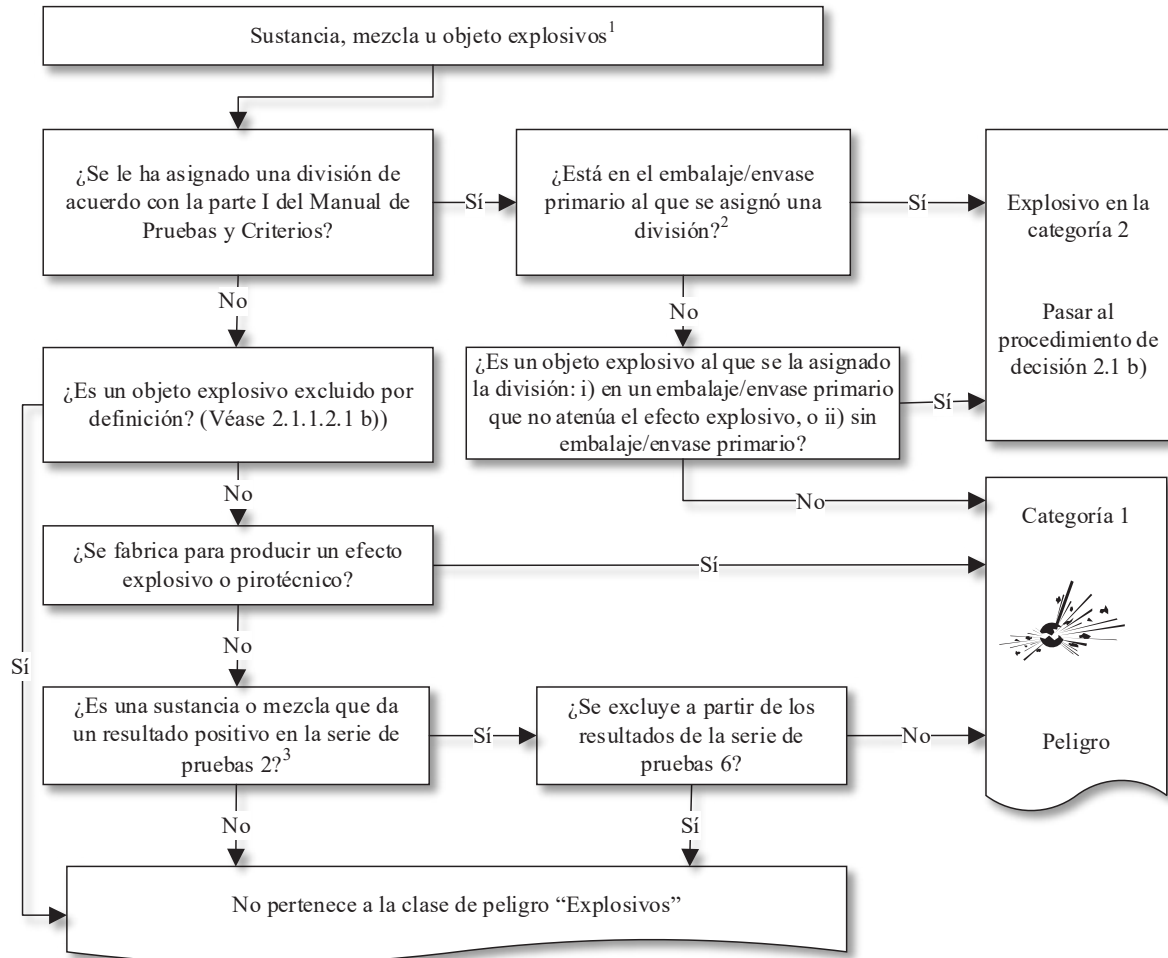 Sustancia, mezcla u objeto explosivos1
¿Se le ha asignado una división de
acuerdo con la parte I del Manual de
Pruebas y Criterios?
Sí
¿Está en el embalaje/envase
primario al que se asignó una
división?2
Sí
Explosivo en la
categoría 2
Pasar al
procedimiento de
decisión 2.1 b)
No
No
¿Es un objeto explosivo excluido por
definición? (Véase 2.1.1.2.1 b))
¿Es un objeto explosivo al que se la asignado
la división: i) en un embalaje/envase primario
que no atenúa el efecto explosivo, o ii) sin
embalaje/envase primario?
Sí
No
No
Categoría 1
¿Se fabrica para producir un efecto
explosivo o pirotécnico?
Sí
No
Sí
¿Es una sustancia o mezcla que da
un resultado positivo en la serie de
pruebas 2?3
Sí
¿Se excluye a partir de los
resultados de la serie de
pruebas 6?
No
Peligro
No
Sí
No pertenece a la clase de peligro “Explosivos”